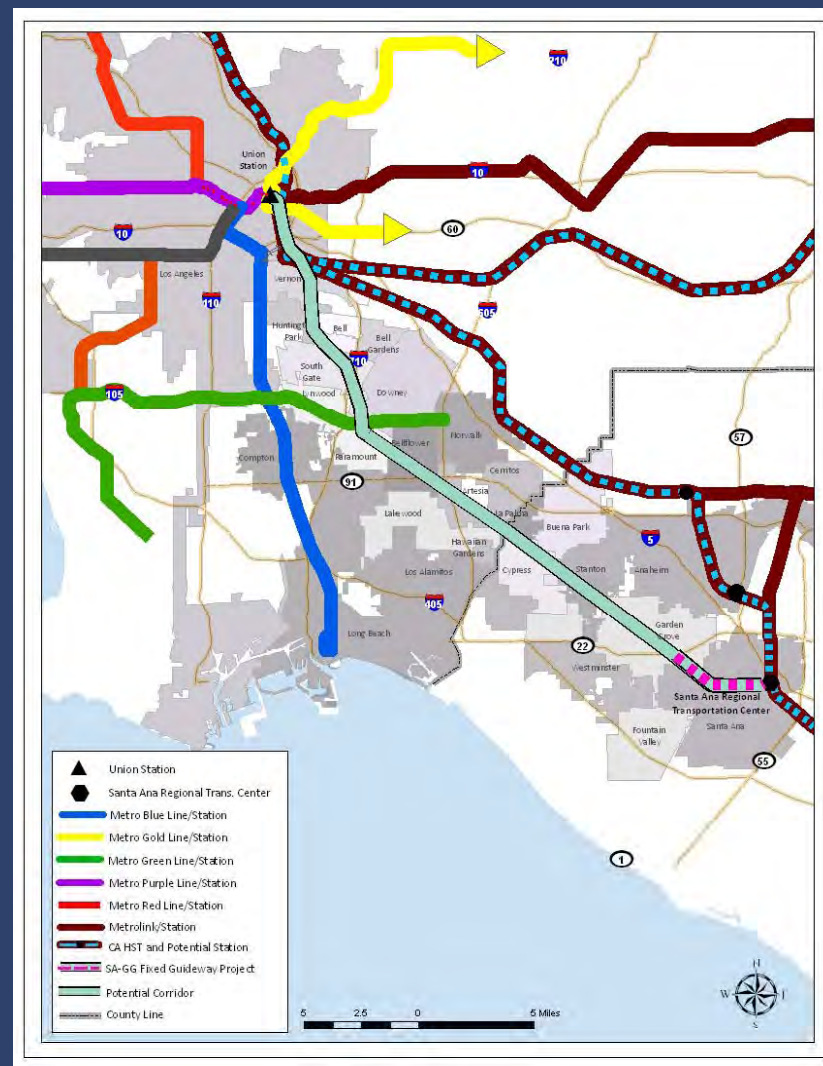 210
Union
Station
10
60
10
Los Angeles
Vernon
110
605
Huntington
Park
Bell
Bell
Gardens
710
South
Gate
Lynwood
Downey
105
57
Compton
Paramount
Bellflower
Norwalk
Cerritos
91
Artesia
La Palma
Lakewood
Buena Park
Hawaiian
Gardens
5
Los Alamitos
Cypress
Stanton
Anaheim
405
Garden
Grove
Long Beach
22
Westminster
Santa Ana Regional
Transportation Center
Santa Ana
Fountain
Valley
55
1
Union Station
Santa Ana Regional Trans. Center
Metro Blue Line/Station
Metro Gold Line/Station
Metro Green Line/Station
Metro Purple Line/Station
Metro Red Line/Station
Metrolink/Station
CA HST and Potential Station
SA-GG Fixed Guideway Project
Potential Corridor
County Line
N
W
S
5 2.5 0 5 Miles